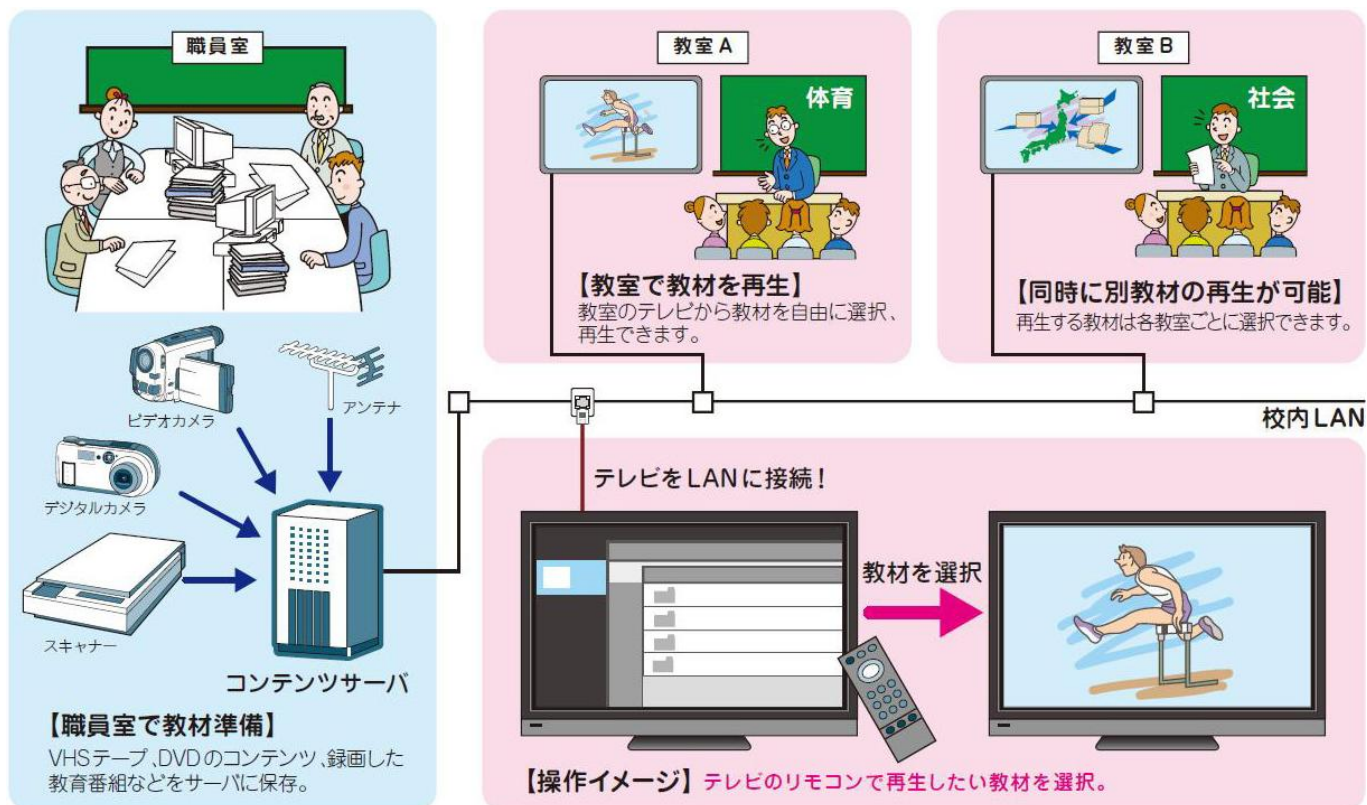 職員室
ビデオカメラ
アンテナ
デジタルカメラ
スキャナー
コンテンツサーバ
【職員室で教材準備】
VHSテープ、DVDのコンテンツ、録画した
教育番組などをサーバに保存。
教室A
体育
【教室で教材を再生】
教室のテレビから教材を自由に選択、
再生できます。
教室B
社会
【同時に別教材の再生が可能】
再生する教材は各教室ごとに選択できます。
校内LAN
テレビをLANに接続!
教材を選択
【操作イメージ】テレビのリモコンで再生したい教材を選択。